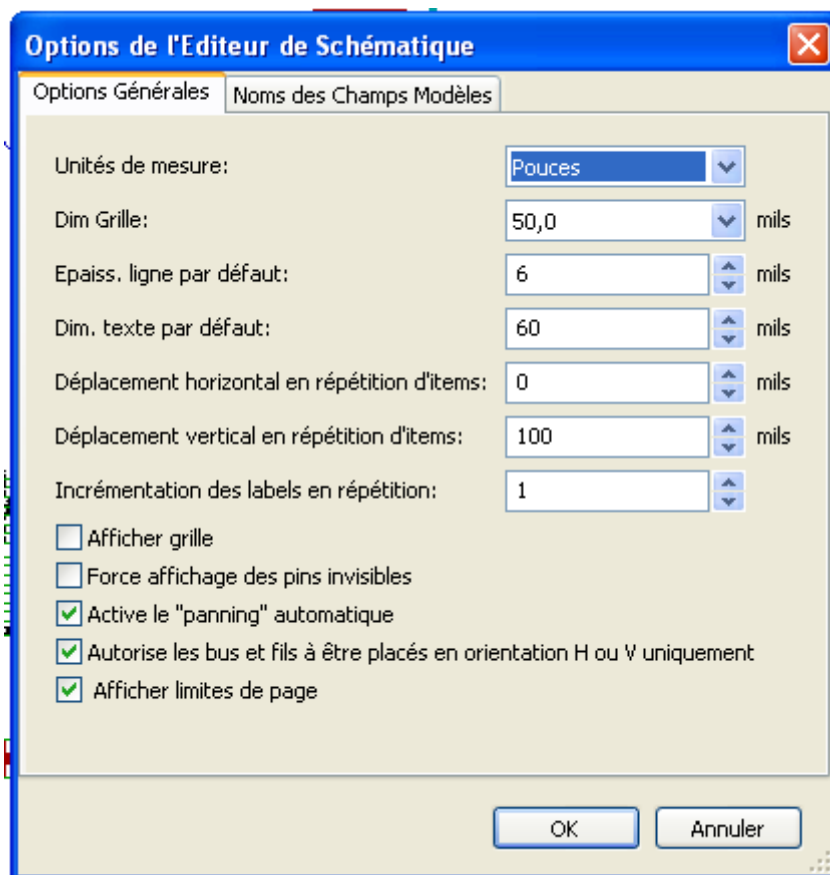 Options de l'Editeur de Schématique
Options Générales Noms des Champs Modèles
Unités de mesure: Pouces
Dim Grille: 50,0 mils
Epaiss. ligne par défaut: 6 mils
Dim. texte par défaut: 60 mils
Déplacement horizontal en répétition d'items: 0 mils
Déplacement vertical en répétition d'items: 100 mils
Incrémentation des labels en répétition: 1
Afficher grille
Force affichage des pins invisibles
Active le "panning" automatique
Autorise les bus et fils à être placés en orientation H ou V uniquement
Afficher limites de page
OK Annuler